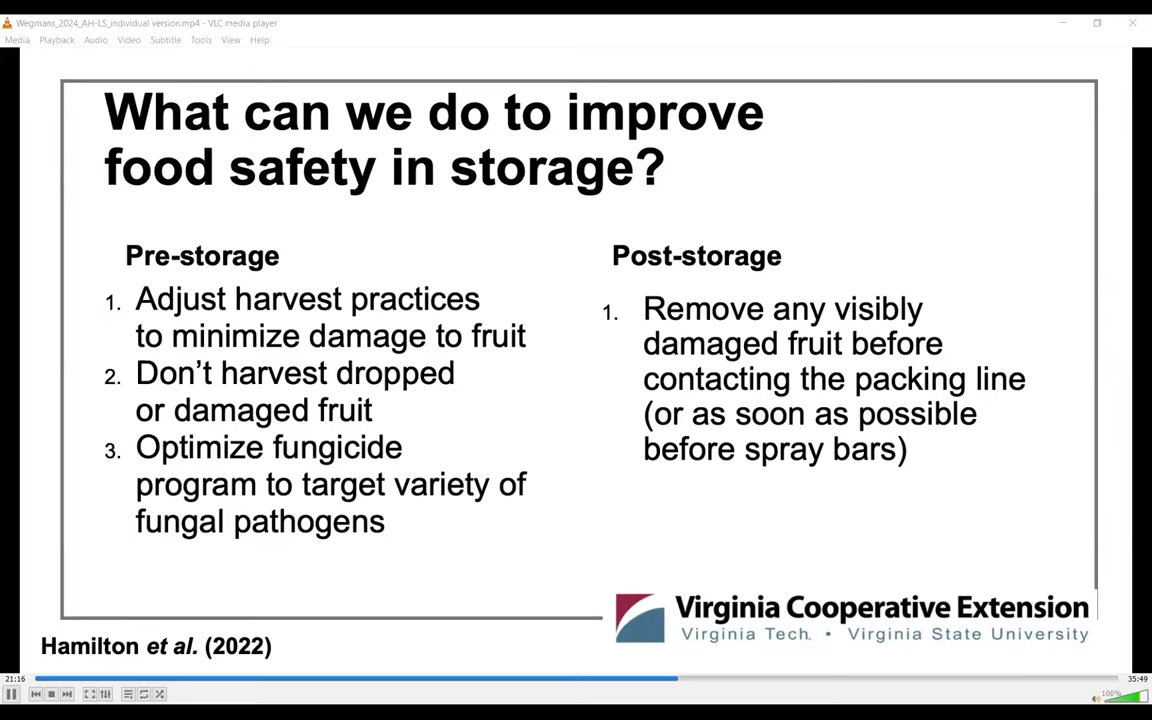 Wegmans_2024_AH-LS_individual version.mp4 - VLC media player
Media Playback Audio Video Subtitle Tools View Help
What can we do to improve
food safety in storage?
Pre-storage
1. Adjust harvest practices
to minimize damage to fruit
2. Don't harvest dropped
or damaged fruit
3. Optimize fungicide
program to target variety of
fungal pathogens
Post-storage
1. Remove any visibly
damaged fruit before
contacting the packing line
(or as soon as possible
before spray bars)
Virginia Cooperative Extension
Virginia Tech. • Virginia State University
Hamilton et al. (2022)
21:16
35:49
100%